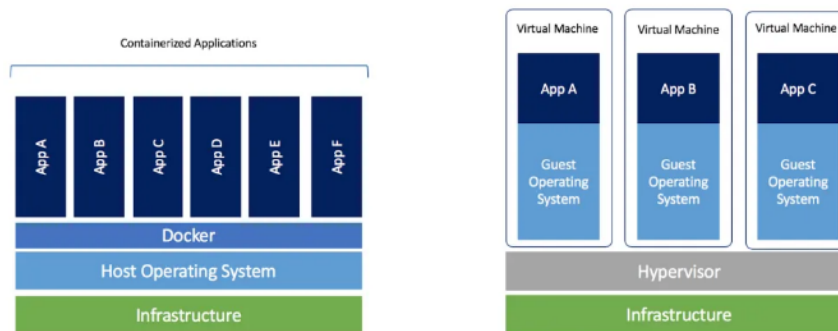 Containerized Applications
App A
App B
App C
App D
App E
App F
Docker
Host Operating System
Infrastructure
Virtual Machine
App A
Guest
Operating
System
Virtual Machine
App B
Guest
Operating
System
Virtual Machine
App C
Guest
Operating
System
Hypervisor
Infrastructure